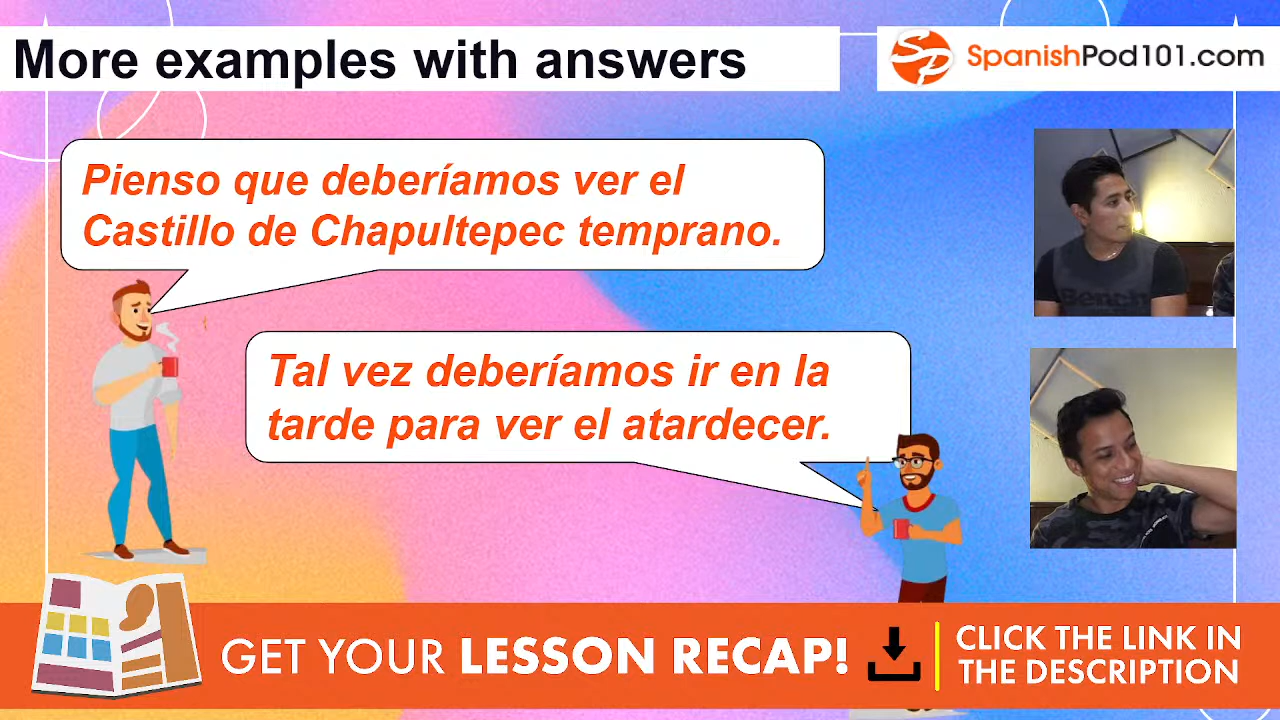 More examples with answers
SpanishPod101.com
Pienso que deberíamos ver el
Castillo de Chapultepec temprano.
Tal vez deberíamos ir en la
tarde para ver el atardecer.
GET YOUR LESSON RECAP!
CLICK THE LINK IN
THE DESCRIPTION